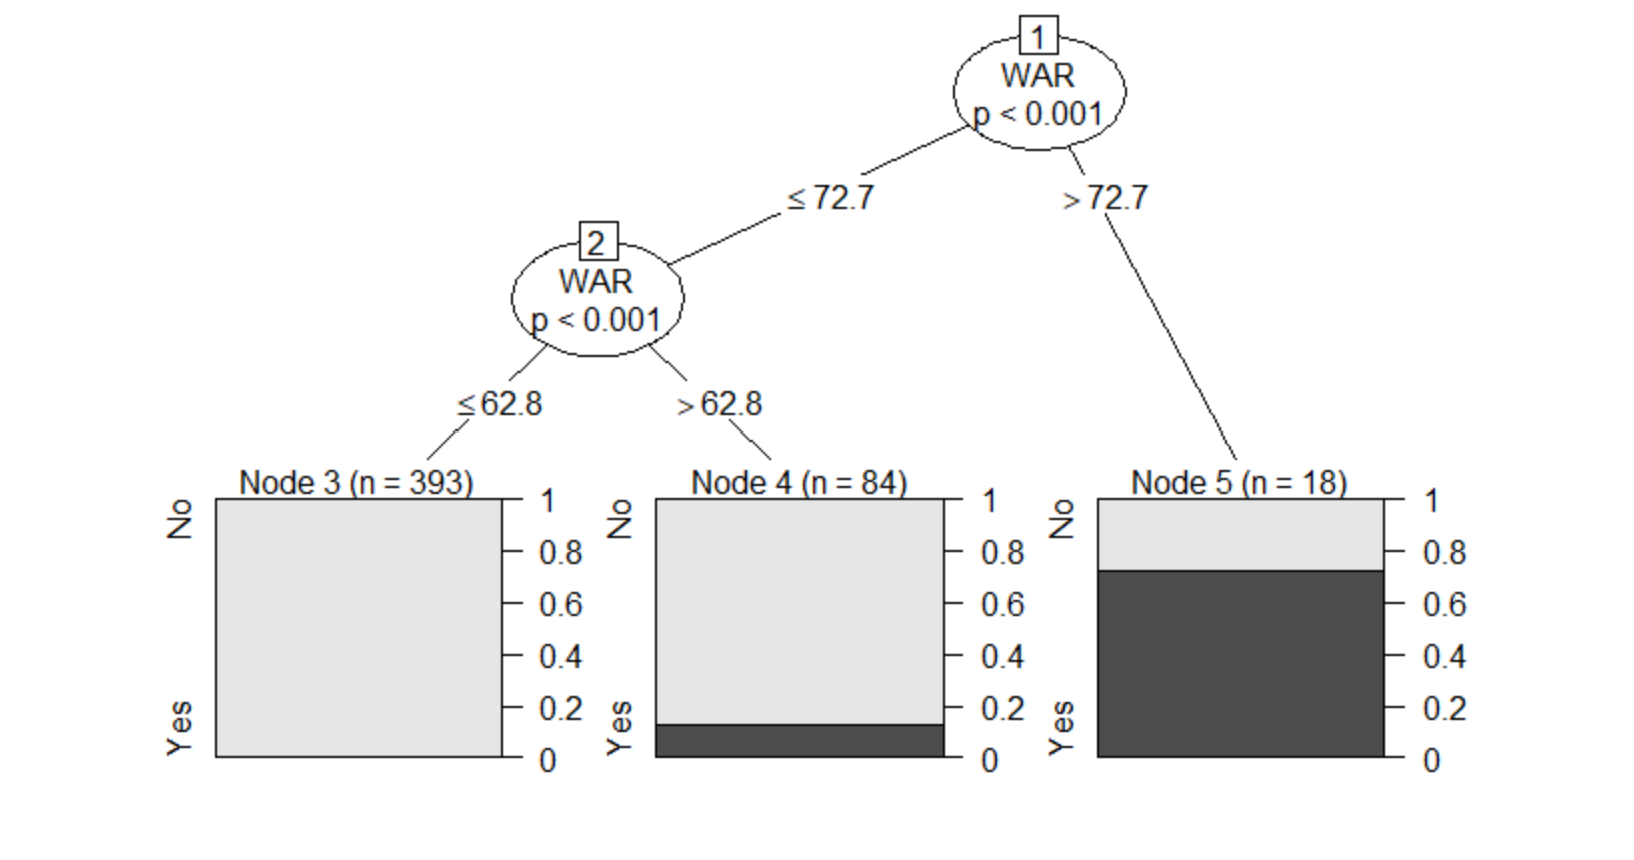 1
WAR
p < 0.001
≤ 72.7
> 72.7
2
WAR
p < 0.001
≤ 62.8
> 62.8
Node 3 (n = 393)
No
Yes
1
0.8
0.6
0.4
0.2
0
Node 4 (n = 84)
No
Yes
1
0.8
0.6
0.4
0.2
0
Node 5 (n = 18)
No
Yes
1
0.8
0.6
0.4
0.2
0